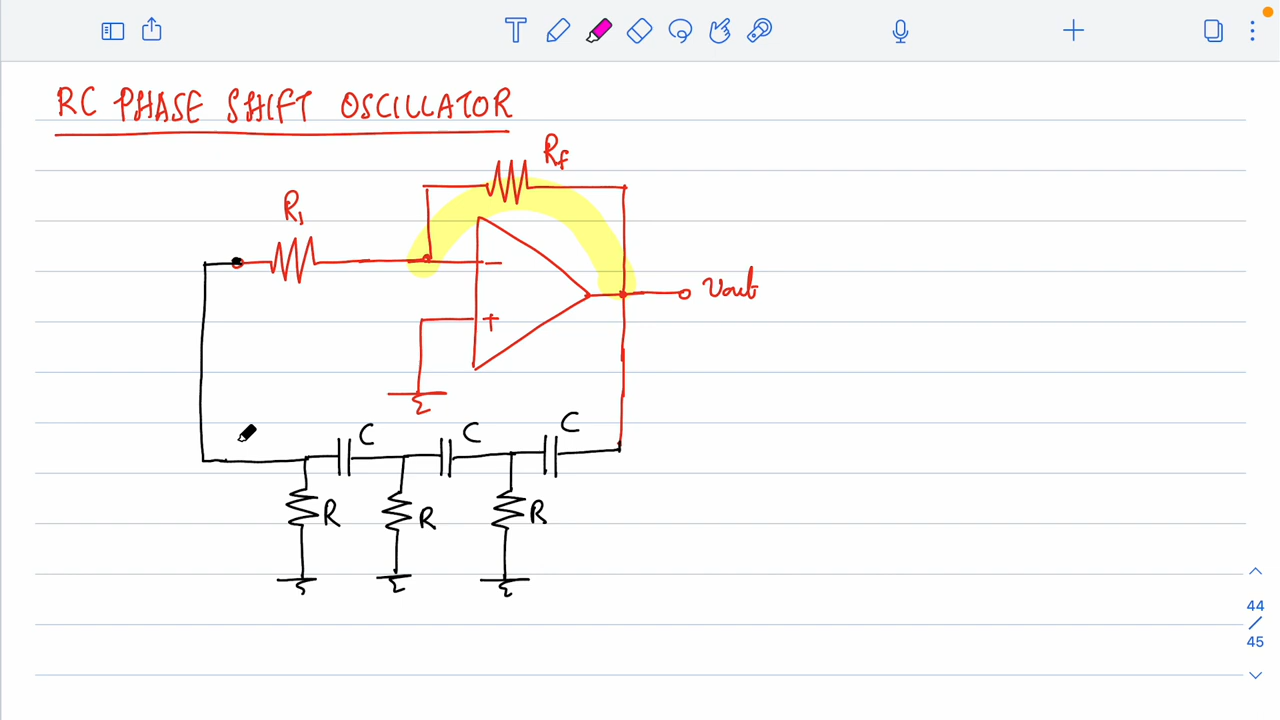 RC PHASE SHIFT OSCILLATOR
Rf
R1
−
Vout
+
C C C
R R R
44
/
45